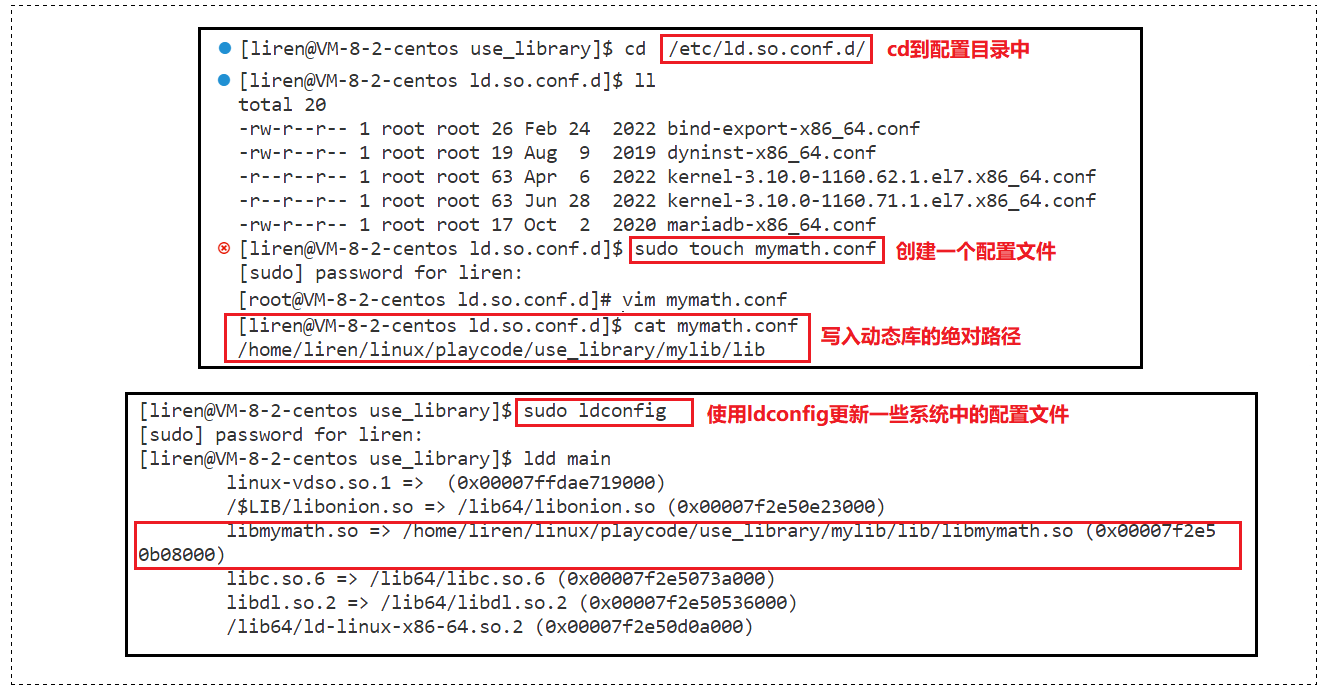 [liren@VM-8-2-centos use_library]$ cd /etc/ld.so.conf.d/ cd到配置目录中
[liren@VM-8-2-centos ld.so.conf.d]$ ll
total 20
-rw-r--r-- 1 root root 26 Feb 24  2022 bind-export-x86_64.conf
-rw-r--r-- 1 root root 19 Aug  9  2019 dyninst-x86_64.conf
-r--r--r-- 1 root root 63 Apr  6  2022 kernel-3.10.0-1160.62.1.el7.x86_64.conf
-r--r--r-- 1 root root 63 Jun 28  2022 kernel-3.10.0-1160.71.1.el7.x86_64.conf
-rw-r--r-- 1 root root 17 Oct  2  2020 mariadb-x86_64.conf
[liren@VM-8-2-centos ld.so.conf.d]$ sudo touch mymath.conf 创建一个配置文件
[sudo] password for liren:
[root@VM-8-2-centos ld.so.conf.d]# vim mymath.conf
[liren@VM-8-2-centos ld.so.conf.d]$ cat mymath.conf
/home/liren/linux/playcode/use_library/mylib/lib
写入动态库的绝对路径
[liren@VM-8-2-centos use_library]$ sudo ldconfig 使用ldconfig更新一些系统中的配置文件
[sudo] password for liren:
[liren@VM-8-2-centos use_library]$ ldd main
linux-vdso.so.1 =>  (0x00007ffdae719000)
/$LIB/libonion.so => /lib64/libonion.so (0x00007f2e50e23000)
libmymath.so => /home/liren/linux/playcode/use_library/mylib/lib/libmymath.so (0x00007f2e5
0b08000)
libc.so.6 => /lib64/libc.so.6 (0x00007f2e5073a000)
libdl.so.2 => /lib64/libdl.so.2 (0x00007f2e50536000)
/lib64/ld-linux-x86-64.so.2 (0x00007f2e50d0a000)